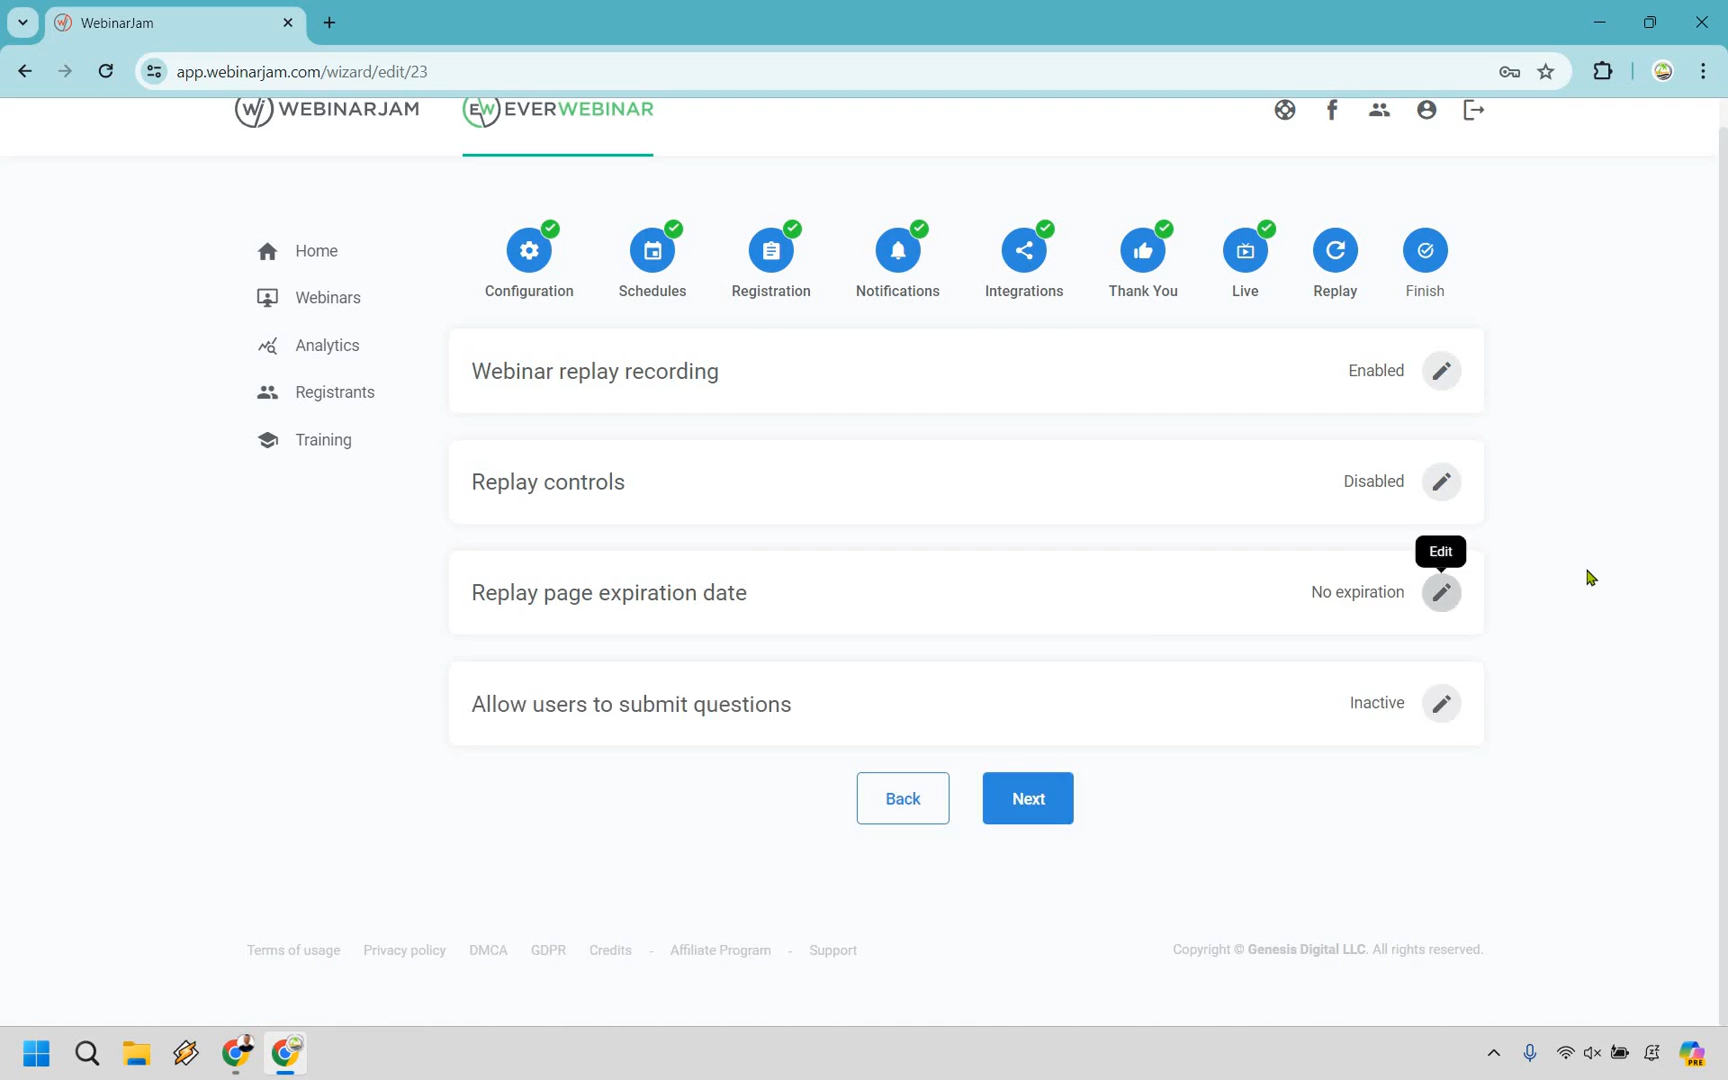 WebinarJam
app.webinarjam.com/wizard/edit/23
WEBINARJAM
EVERWEBINAR
Home
Webinars
Analytics
Registrants
Training
Configuration
Schedules
Registration
Notifications
Integrations
Thank You
Live
Replay
Finish
Webinar replay recording
Enabled
Replay controls
Disabled
Edit
Replay page expiration date
No expiration
Allow users to submit questions
Inactive
Back
Next
Terms of usage Privacy policy DMCA GDPR Credits - Affiliate Program - Support
Copyright © Genesis Digital LLC. All rights reserved.
PRE